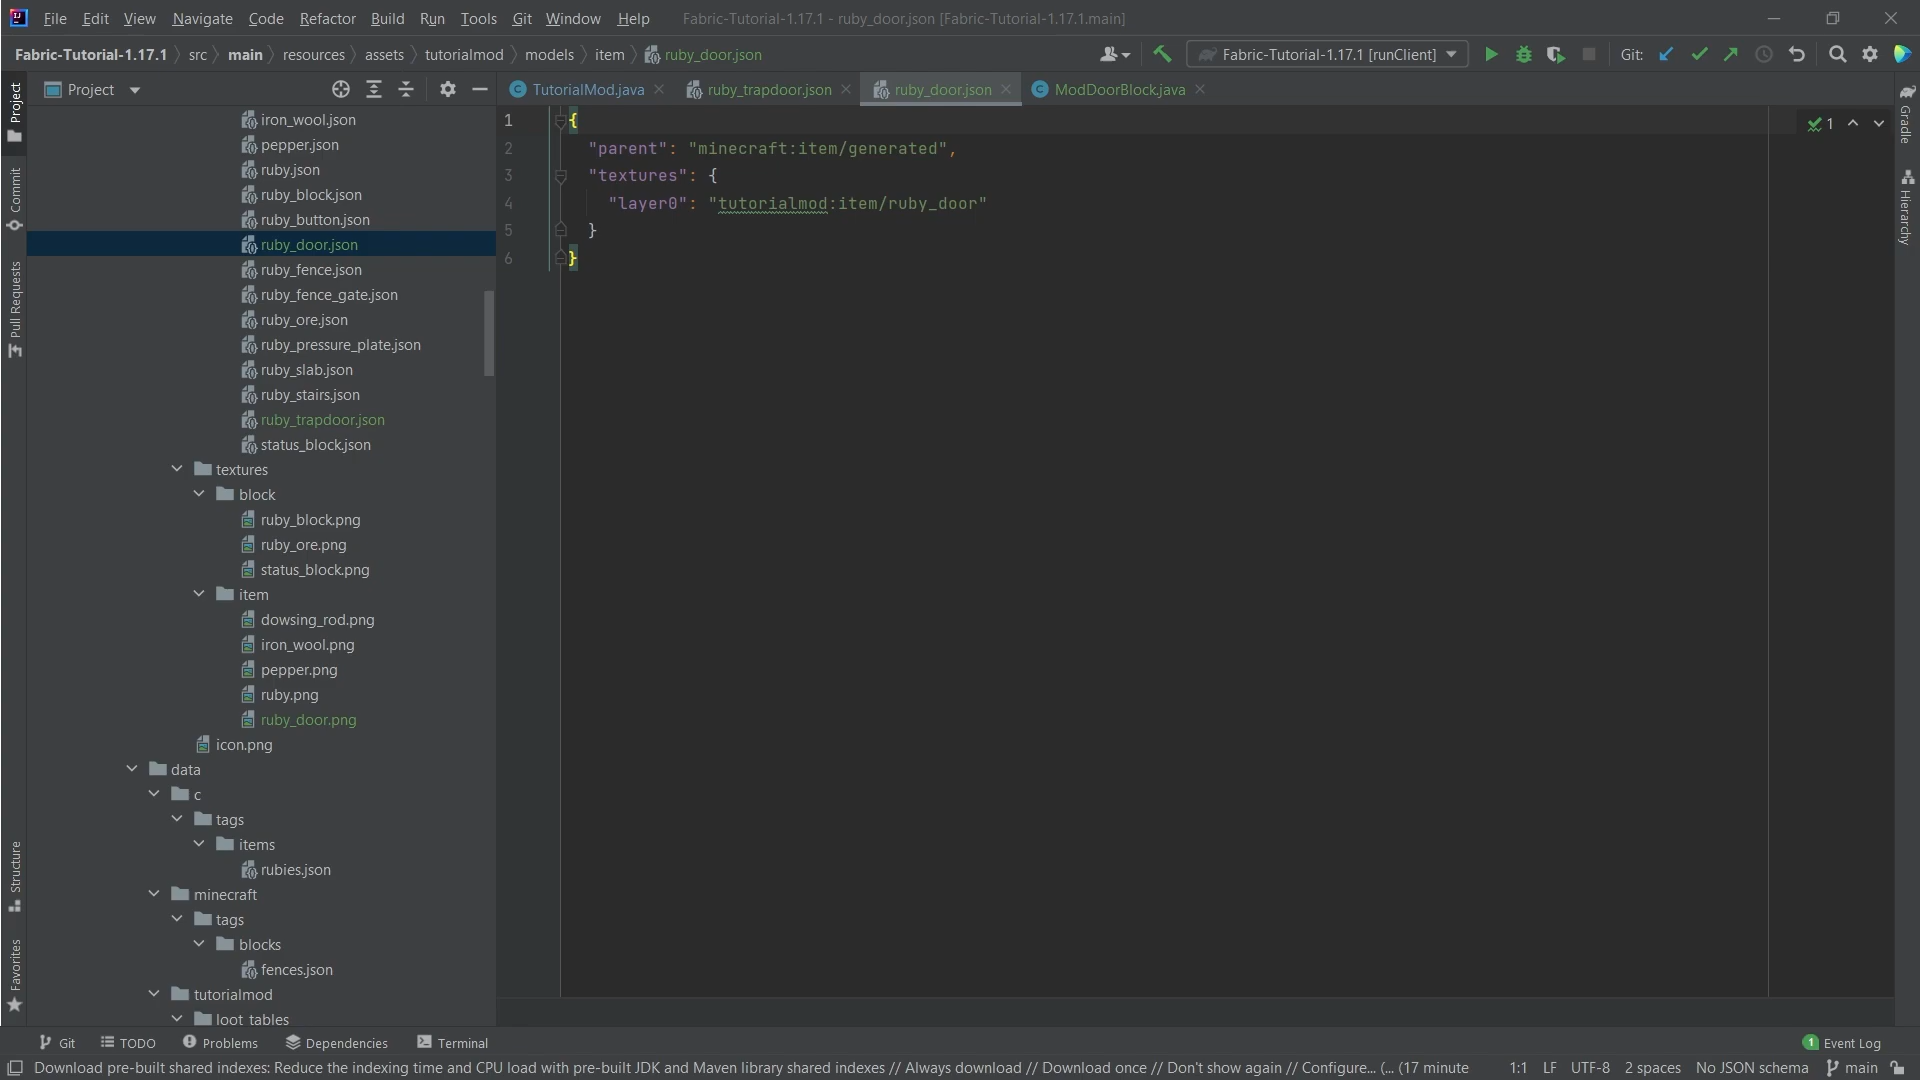 File Edit View Navigate Code Refactor Build Run Tools Git Window Help Fabric-Tutorial-1.17.1 - ruby_door.json [Fabric-Tutorial-1.17.1.main]
Fabric-Tutorial-1.17.1 src main resources assets tutorialmod models item ruby_door.json Fabric-Tutorial-1.17.1 [runClient] Git:
Project TutorialMod.java ruby_trapdoor.json ruby_door.json ModDoorBlock.java
Project
Commit
Pull Requests
Structure
Favorites
iron_wool.json
pepper.json
ruby.json
ruby_block.json
ruby_button.json
ruby_door.json
ruby_fence.json
ruby_fence_gate.json
ruby_ore.json
ruby_pressure_plate.json
ruby_slab.json
ruby_stairs.json
ruby_trapdoor.json
status_block.json
textures
block
ruby_block.png
ruby_ore.png
status_block.png
item
dowsing_rod.png
iron_wool.png
pepper.png
ruby.png
ruby_door.png
icon.png
data
c
tags
items
rubies.json
minecraft
tags
blocks
fences.json
tutorialmod
loot_tables
1 {
2 "parent": "minecraft:item/generated",
3 "textures": {
4 "layer0": "tutorialmod:item/ruby_door"
5 }
6 }
1
Gradle
Hierarchy
Git TODO Problems Dependencies Terminal 1 Event Log
Download pre-built shared indexes: Reduce the indexing time and CPU load with pre-built JDK and Maven library shared indexes // Always download // Download once // Don't show again // Configure... (... (17 minute 1:1 LF UTF-8 2 spaces No JSON schema main